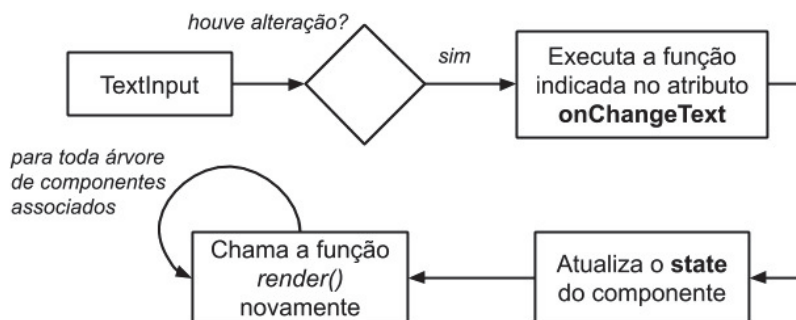 houve alteração?
TextInput
sim
Executa a função
indicada no atributo
onChangeText
para toda árvore
de componentes
associados
Chama a função
render()
novamente
Atualiza o state
do componente